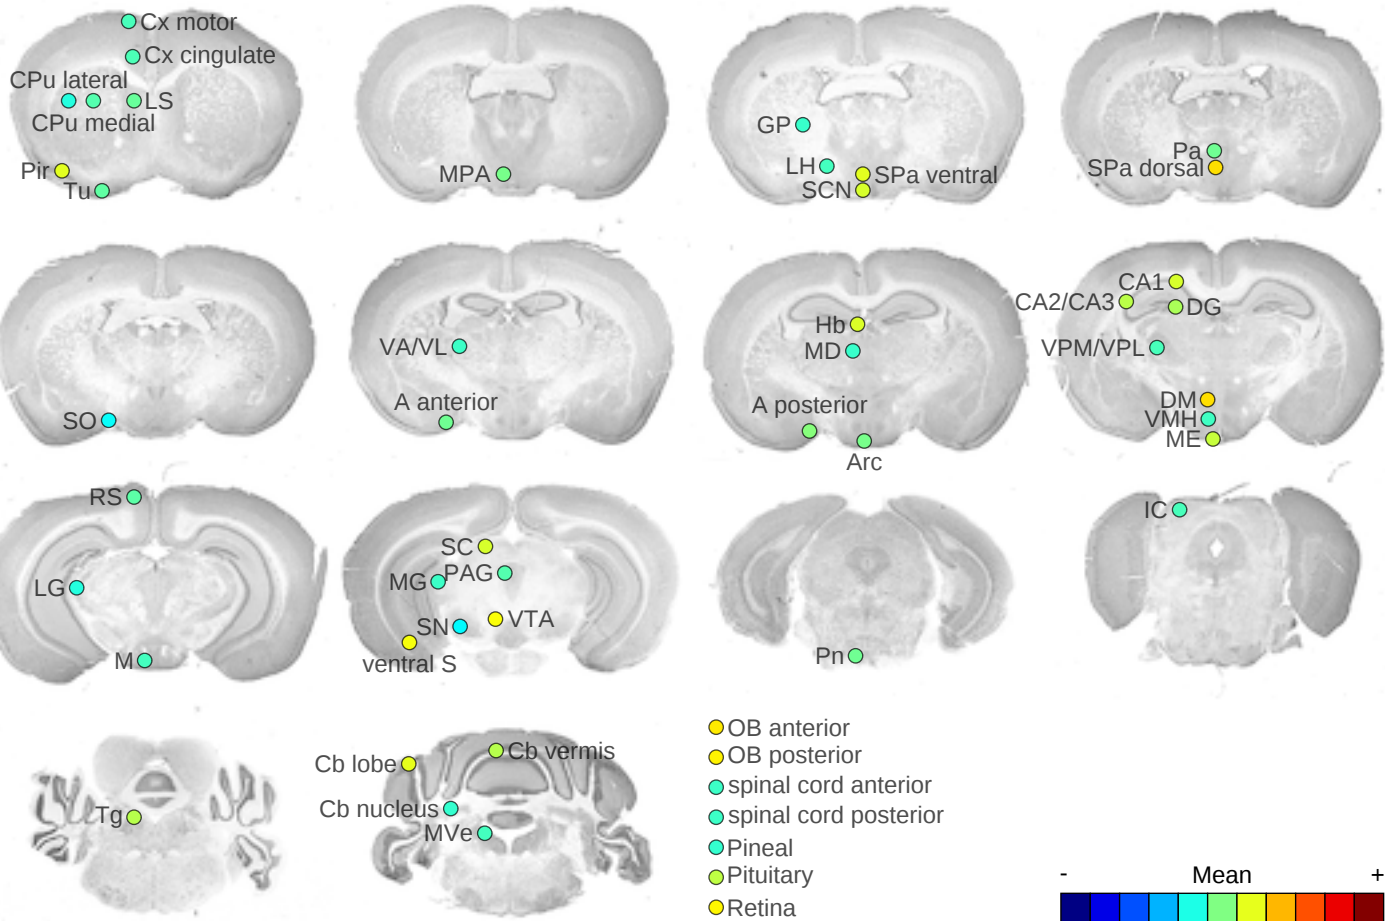 Cx motor
Cx cingulate
CPu lateral
LS
CPu medial
Pir
Tu
MPA
GP
LH
SPa ventral
SCN
Pa
SPa dorsal
SO
VA/VL
A anterior
Hb
MD
A posterior
Arc
CA1
CA2/CA3
DG
VPM/VPL
DM
VMH
ME
RS
LG
M
SC
MG
PAG
SN
VTA
ventral S
Pn
IC
Tg
Cb lobe
Cb vermis
Cb nucleus
MVe
OB anterior
OB posterior
spinal cord anterior
spinal cord posterior
Pineal
Pituitary
Retina
- Mean +